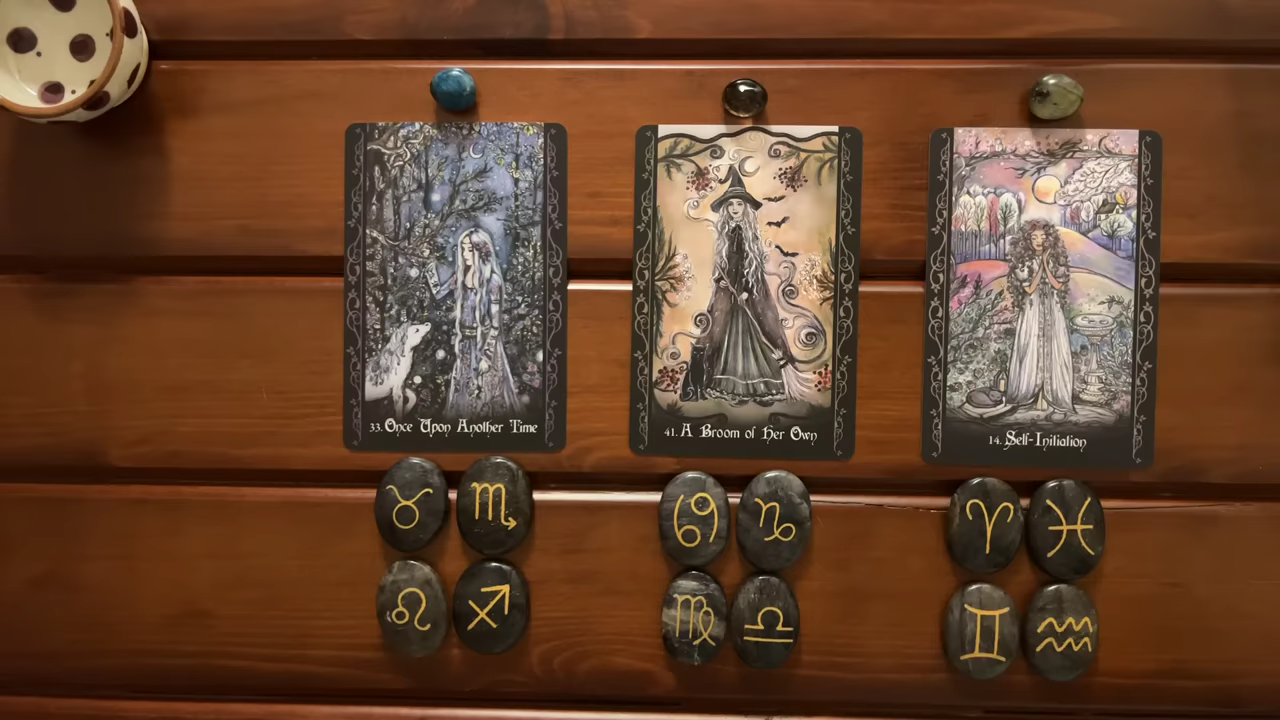 33. Once Upon Another Time
41. A Broom of Her Own
14. Self-Initiation
♉ ♏
♌ ♐
♋ ♑
♍ ♎
♈ ♓
♊ ♒